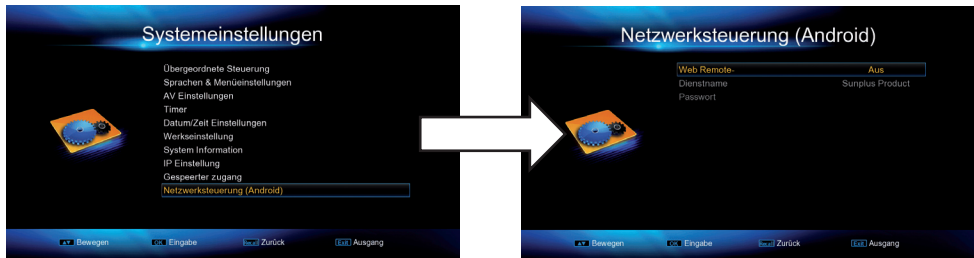 Systemeinstellungen
Übergeordnete Steuerung
Sprachen & Menüeinstellungen
AV Einstellungen
Timer
Datum/Zeit Einstellungen
Werkseinstellung
System Information
IP Einstellung
Gespeerter zugang
Netzwerksteuerung (Android)
▲▼ Bewegen OK Eingabe Recall Zurück Exit Ausgang
Netzwerksteuerung (Android)
Web Remote- Aus
Dienstname Sunplus Product
Passwort
▲▼ Bewegen OK Eingabe Recall Zurück Exit Ausgang